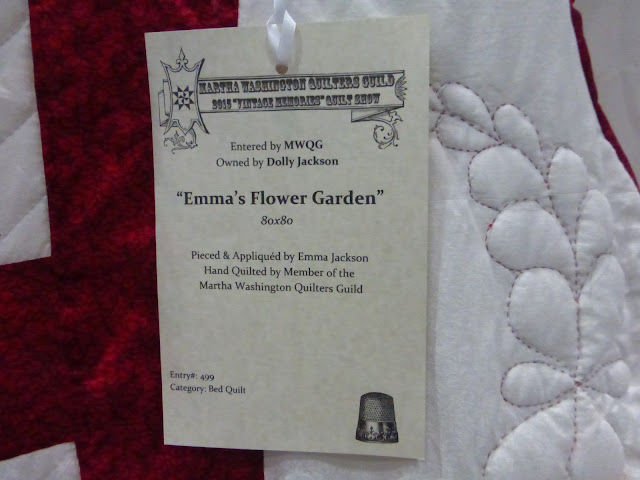 MARTHA WASHINGTON QUILTERS GUILD
2015 "VINTAGE MEMORIES" QUILT SHOW
Entered by MWQG
Owned by Dolly Jackson
“Emma’s Flower Garden”
80x80
Pieced & Appliquéd by Emma Jackson
Hand Quilted by Member of the
Martha Washington Quilters Guild
Entry#: 499
Category: Bed Quilt